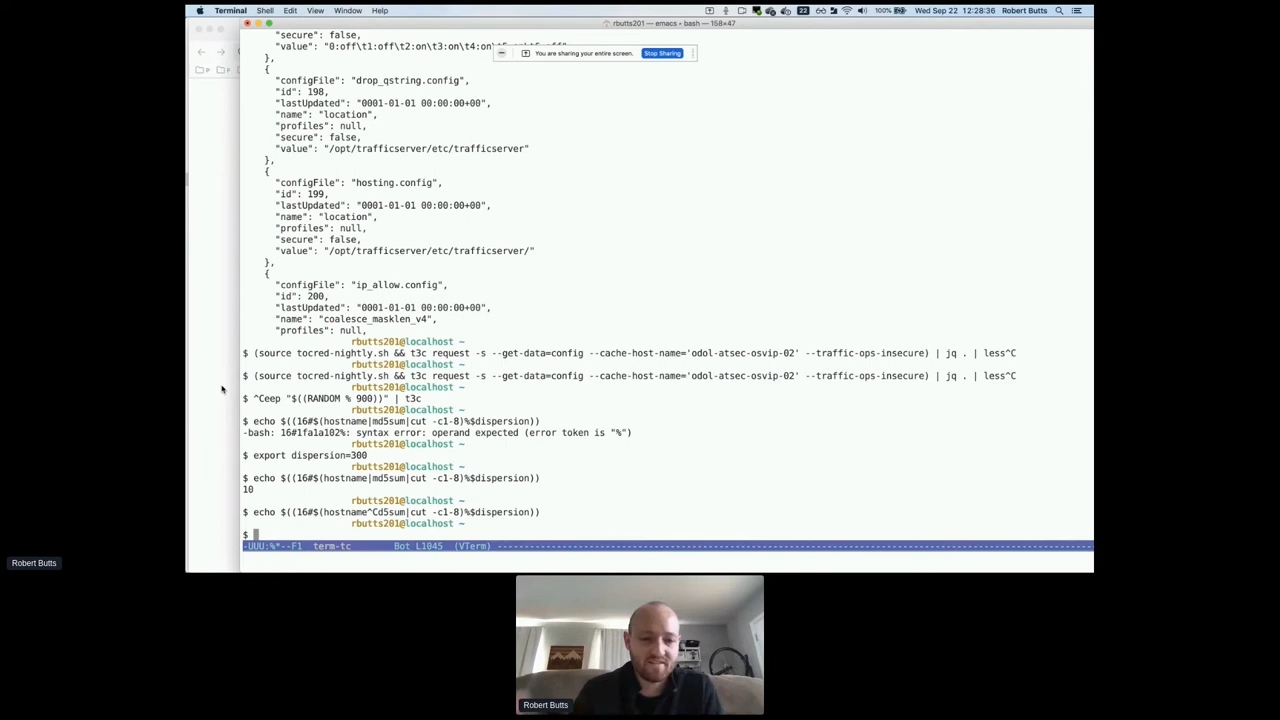 Terminal Shell Edit View Window Help 22 100% Wed Sep 22 12:28:36 Robert Butts
rbutts201 — emacs • bash — 158×47
"secure": false,
"value": "0:off\t1:off\t2:on\t3:on\t4:on
You are sharing your entire screen. Stop Sharing
},
{
"configFile": "drop_qstring.config",
"id": 198,
"lastUpdated": "0001-01-01 00:00:00+00",
"name": "location",
"profiles": null,
"secure": false,
"value": "/opt/trafficserver/etc/trafficserver"
},
{
"configFile": "hosting.config",
"id": 199,
"lastUpdated": "0001-01-01 00:00:00+00",
"name": "location",
"profiles": null,
"secure": false,
"value": "/opt/trafficserver/etc/trafficserver/"
},
{
"configFile": "ip_allow.config",
"id": 200,
"lastUpdated": "0001-01-01 00:00:00+00",
"name": "coalesce_masklen_v4",
"profiles": null,
rbutts201@localhost ~
$ (source tocred-nightly.sh && t3c request -s --get-data=config --cache-host-name='odol-atsec-osvip-02' --traffic-ops-insecure) | jq . | less^C
rbutts201@localhost ~
$ (source tocred-nightly.sh && t3c request -s --get-data=config --cache-host-name='odol-atsec-osvip-02' --traffic-ops-insecure) | jq . | less^C
rbutts201@localhost ~
$ ^Ceep "$((RANDOM % 900))" | t3c
rbutts201@localhost ~
$ echo $((16#$(hostname|md5sum|cut -c1-8)%$dispersion))
-bash: 16#1fa1a102%: syntax error: operand expected (error token is "%")
rbutts201@localhost ~
$ export dispersion=300
rbutts201@localhost ~
$ echo $((16#$(hostname|md5sum|cut -c1-8)%$dispersion))
10
rbutts201@localhost ~
$ echo $((16#$(hostname^Cd5sum|cut -c1-8)%$dispersion))
rbutts201@localhost ~
$
-UUU:%*--F1 term-tc Bot L1045 (VTerm)
Robert Butts
Robert Butts